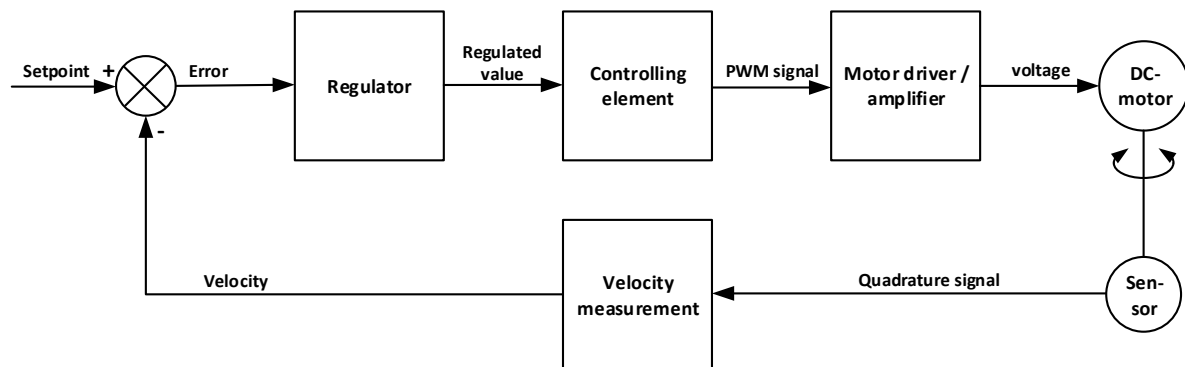 Setpoint
+
-
Error
Regulator
Regulated
value
Controlling
element
PWM signal
Motor driver /
amplifier
voltage
DC-
motor
Velocity
Velocity
measurement
Quadrature signal
Sen-
sor